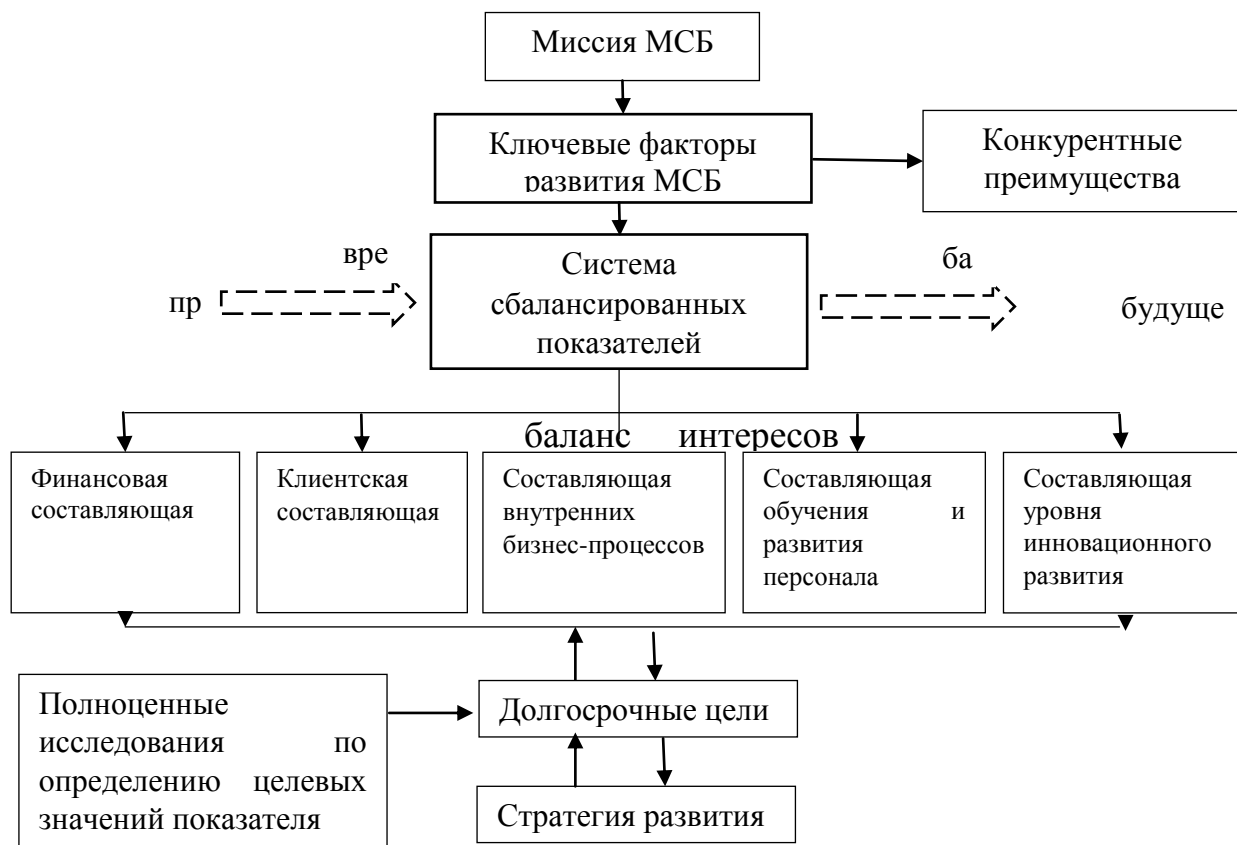 Миссия МСБ
Ключевые факторы
развития МСБ
Конкурентные
преимущества
вре
пр
Система
сбалансированных
показателей
ба
будуще
баланс интересов
Финансовая
составляющая
Клиентская
составляющая
Составляющая
внутренних
бизнес-процессов
Составляющая
обучения и
развития
персонала
Составляющая
уровня
инновационного
развития
Полноценные
исследования по
определению целевых
значений показателя
Долгосрочные цели
Стратегия развития